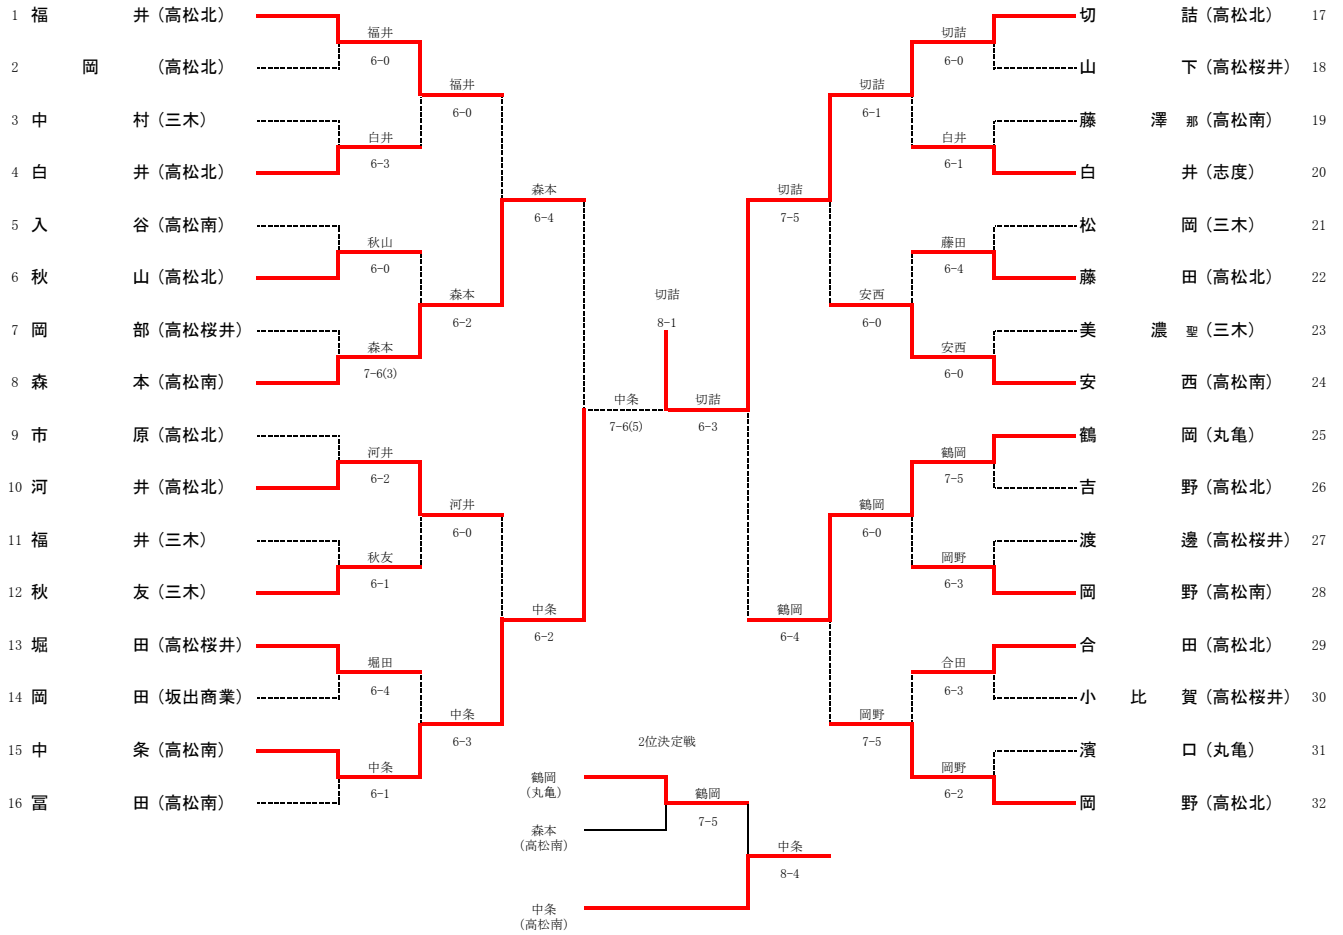 1 福井（高松北）
2 岡（高松北）
3 中村（三木）
4 白井（高松北）
5 入谷（高松南）
6 秋山（高松北）
7 岡部（高松桜井）
8 森本（高松南）
9 市原（高松北）
10 河井（高松北）
11 福井（三木）
12 秋友（三木）
13 堀田（高松桜井）
14 岡田（坂出商業）
15 中条（高松南）
16 冨田（高松南）
福井
6-0
白井
6-3
秋山
6-0
森本
7-6(3)
河井
6-2
秋友
6-1
堀田
6-4
中条
6-1
福井
6-0
森本
6-2
河井
6-0
中条
6-3
森本
6-4
中条
6-2
中条
7-6(5)
切詰
8-1
切詰
6-3
切詰
7-5
鶴岡
6-4
切詰
6-1
安西
6-0
鶴岡
6-0
岡野
7-5
切詰
6-0
白井
6-1
藤田
6-4
安西
6-0
鶴岡
7-5
岡野
6-3
合田
6-3
岡野
6-2
切詰（高松北） 17
山下（高松桜井） 18
藤澤那（高松南） 19
白井（志度） 20
松岡（三木） 21
藤田（高松北） 22
美濃聖（三木） 23
安西（高松南） 24
鶴岡（丸亀） 25
吉野（高松北） 26
渡邊（高松桜井） 27
岡野（高松南） 28
合田（高松北） 29
小比賀（高松桜井） 30
濱口（丸亀） 31
岡野（高松北） 32
2位決定戦
鶴岡
（丸亀）
森本
（高松南）
鶴岡
7-5
中条
8-4
中条
（高松南）